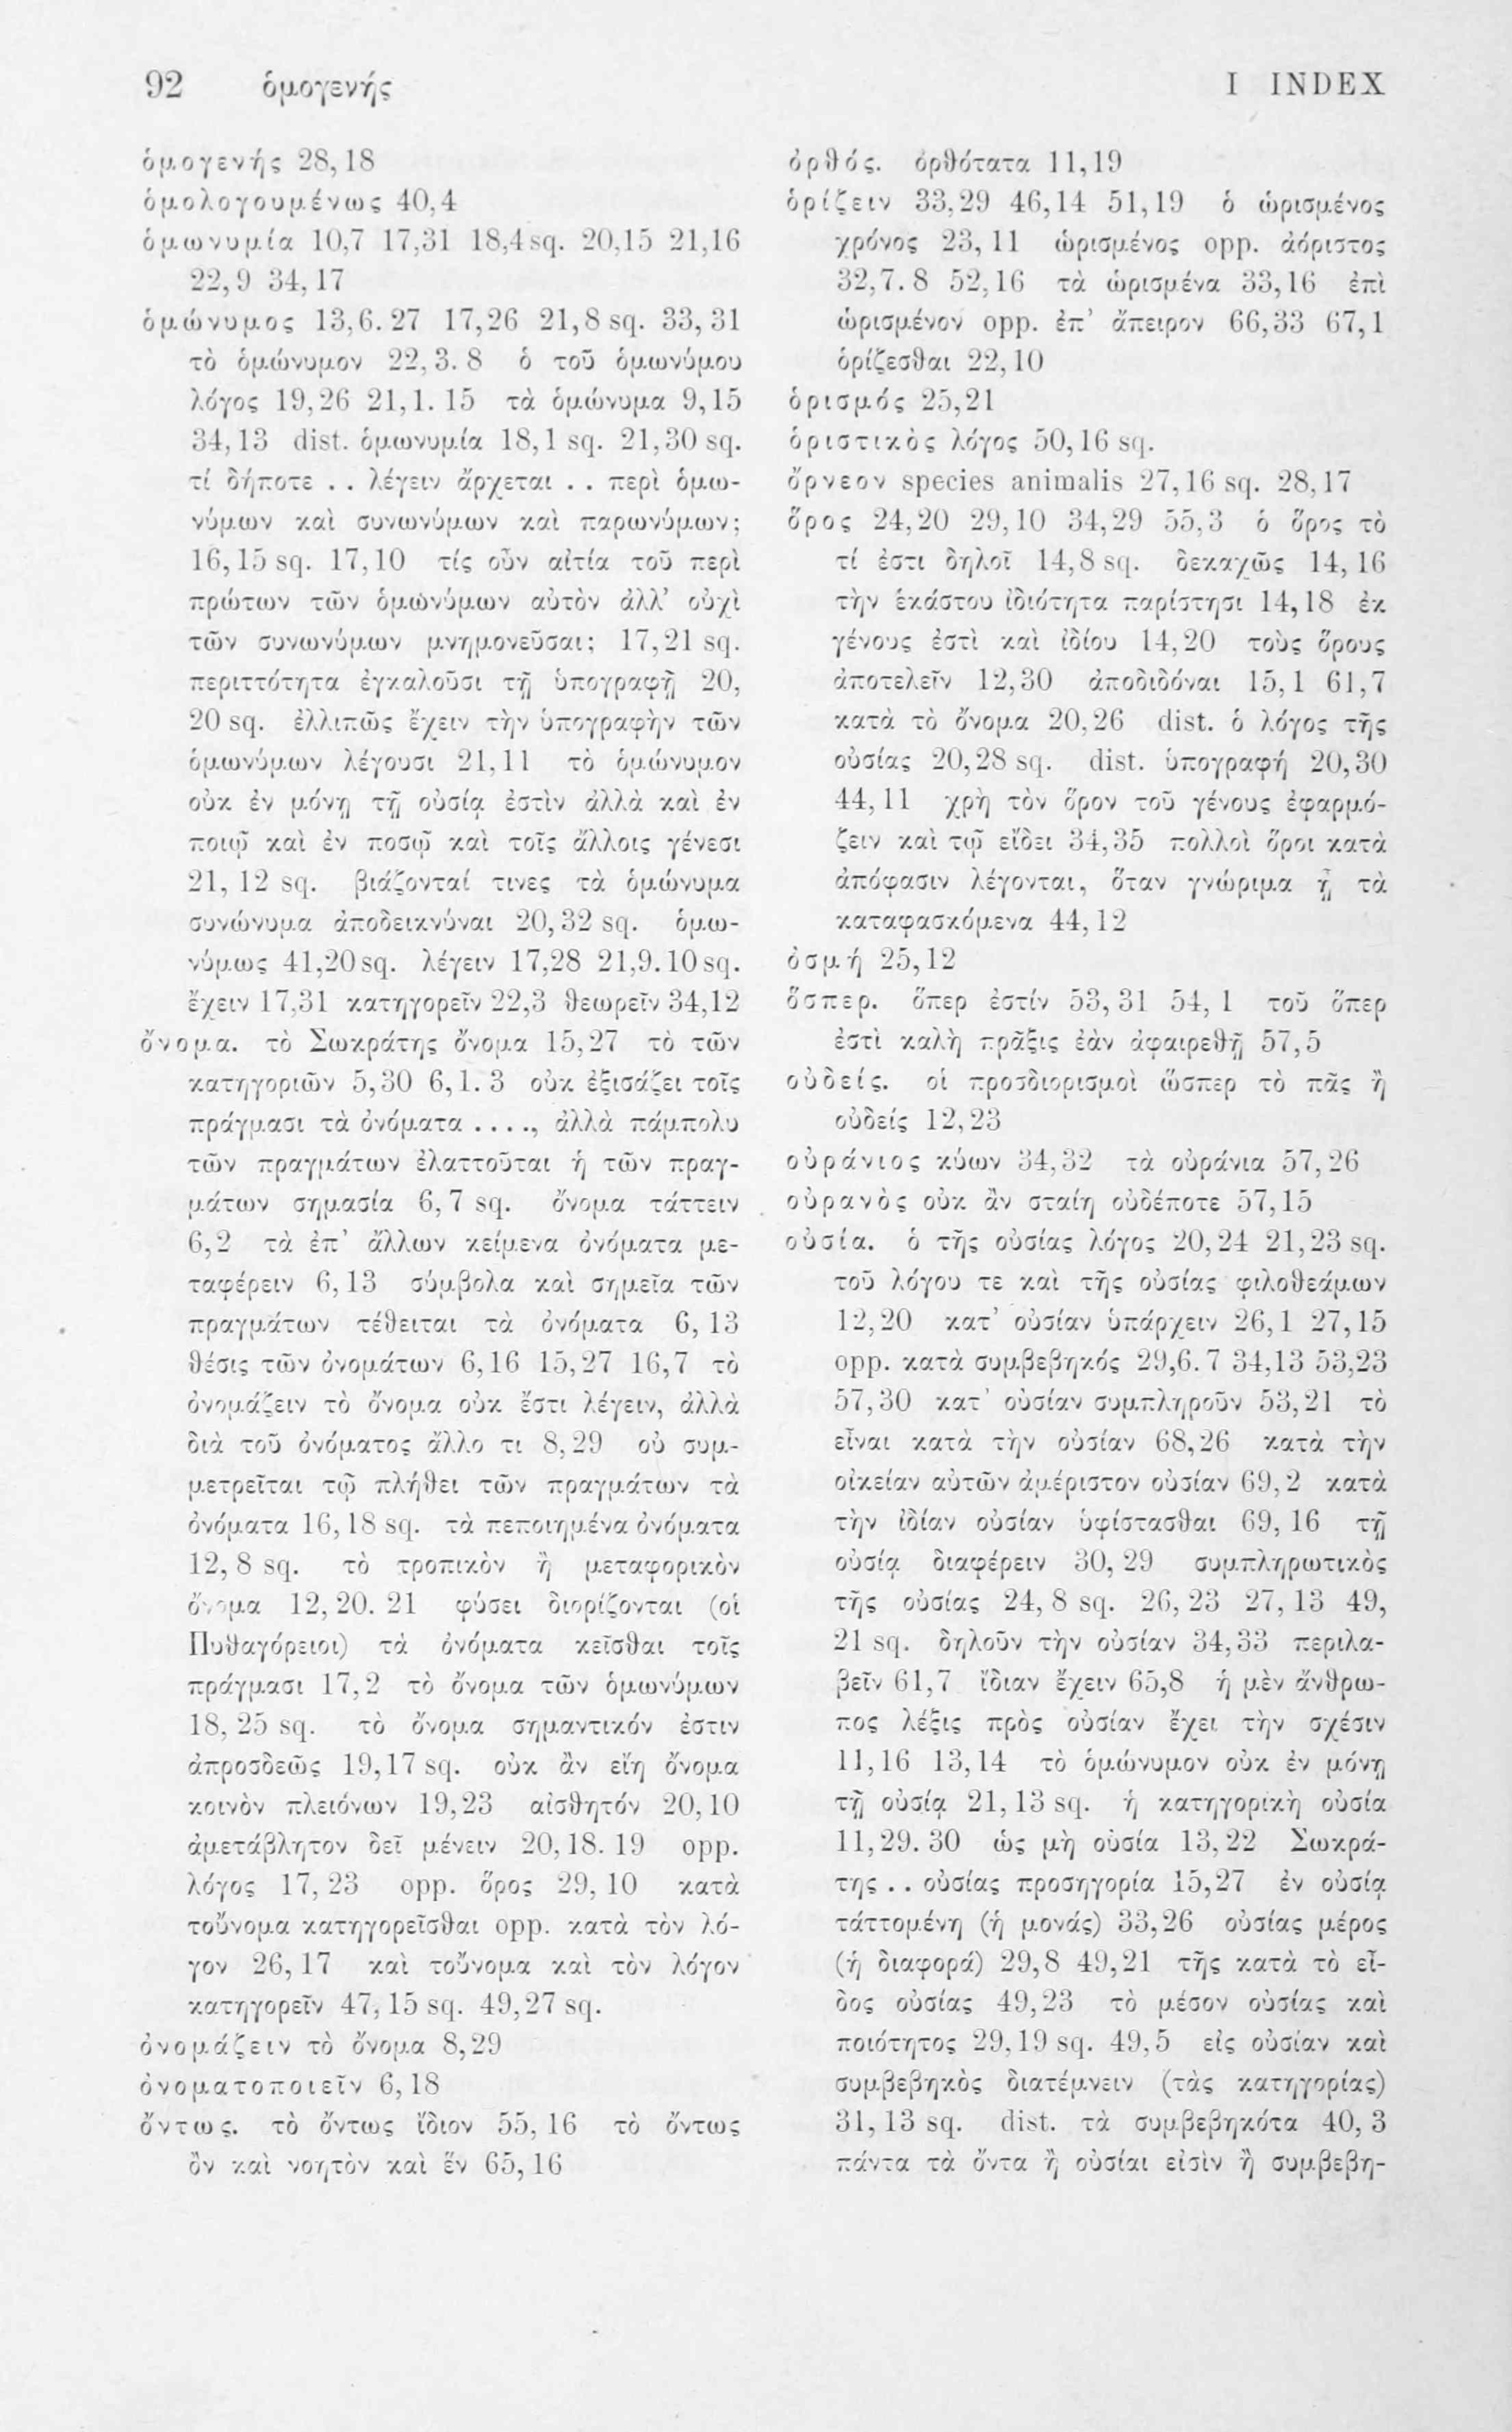 92 ὁμογενής I INDEX
ὁμογενής 28,18
ὁμολογουμένως 40,4
ὁμωνυμία 10,7 17,31 18,4 sq. 20,15 21,16
22,9 34,17
ὁμώνυμος 13,6. 27 17,26 21,8 sq. 33,31
τὸ ὁμώνυμον 22,3. 8 ὁ τοῦ ὁμωνύμου
λόγος 19,26 21,1. 15 τὰ ὁμώνυμα 9,15
34,13 dist. ὁμωνυμία 18,1 sq. 21,30 sq.
τί δήποτε . . λέγειν ἄρχεται . . περὶ ὁμω-
νύμων καὶ συνωνύμων καὶ παρωνύμων;
16,15 sq. 17,10 τίς οὖν αἰτία τοῦ περὶ
πρώτων τῶν ὁμωνύμων αὐτὸν ἀλλ’ οὐχὶ
τῶν συνωνύμων μνημονεῦσαι; 17,21 sq.
περιττότητα ἐγκαλοῦσι τῇ ὑπογραφῇ 20,
20 sq. ἐλλιπῶς ἔχειν τὴν ὑπογραφὴν τῶν
ὁμωνύμων λέγουσι 21,11 τὸ ὁμώνυμον
οὐκ ἐν μόνῃ τῇ οὐσίᾳ ἐστὶν ἀλλὰ καὶ ἐν
ποιῷ καὶ ἐν ποσῷ καὶ τοῖς ἄλλοις γένεσι
21, 12 sq. βιάζονταί τινες τὰ ὁμώνυμα
συνώνυμα ἀποδεικνύναι 20,32 sq. ὁμω-
νύμως 41,20 sq. λέγειν 17,28 21,9. 10 sq.
ἔχειν 17,31 κατηγορεῖν 22,3 θεωρεῖν 34,12
ὄνομα. τὸ Σωκράτης ὄνομα 15,27 τὸ τῶν
κατηγοριῶν 5,30 6,1. 3 οὐκ ἐξισάζει τοῖς
πράγμασι τὰ ὀνόματα . . . ., ἀλλὰ πάμπολυ
τῶν πραγμάτων ἐλαττοῦται ἡ τῶν πραγ-
μάτων σημασία 6,7 sq. ὄνομα τάττειν
6,2 τὰ ἐπ’ ἄλλων κείμενα ὀνόματα με-
ταφέρειν 6,13 σύμβολα καὶ σημεῖα τῶν
πραγμάτων τέθειται τὰ ὀνόματα 6,13
θέσις τῶν ὀνομάτων 6,16 15,27 16,7 τὸ
ὀνομάζειν τὸ ὄνομα οὐκ ἔστι λέγειν, ἀλλὰ
διὰ τοῦ ὀνόματος ἄλλο τι 8,29 οὐ συμ-
μετρεῖται τῷ πλήθει τῶν πραγμάτων τὰ
ὀνόματα 16,18 sq. τὰ πεποιημένα ὀνόματα
12, 8 sq. τὸ τροπικὸν ἢ μεταφορικὸν
ὄνομα 12, 20. 21 φύσει διορίζονται (οἱ
Πυθαγόρειοι) τὰ ὀνόματα κεῖσθαι τοῖς
πράγμασι 17,2 τὸ ὄνομα τῶν ὁμωνύμων
18, 25 sq. τὸ ὄνομα σημαντικόν ἐστιν
ἀπροσδεῶς 19,17 sq. οὐκ ἂν εἴη ὄνομα
κοινὸν πλειόνων 19,23 αἰσθητόν 20,10
ἀμετάβλητον δεῖ μένειν 20,18. 19 opp.
λόγος 17, 23 opp. ὅρος 29, 10 κατὰ
τοὔνομα κατηγορεῖσθαι opp. κατὰ τὸν λό-
γον 26,17 καὶ τοὔνομα καὶ τὸν λόγον
κατηγορεῖν 47,15 sq. 49,27 sq.
ὀνομάζειν τὸ ὄνομα 8,29
ὀνοματοποιεῖν 6,18
ὄντως. τὸ ὄντως ἴδιον 55,16 τὸ ὄντως
ὂν καὶ νοητὸν καὶ ἕν 65,16
ὀρθός. ὀρθότατα 11,19
ὁρίζειν 33,29 46,14 51,19 ὁ ὡρισμένος
χρόνος 23,11 ὡρισμένος opp. ἀόριστος
32,7. 8 52,16 τὰ ὡρισμένα 33,16 ἐπὶ
ὡρισμένον opp. ἐπ’ ἄπειρον 66,33 67,1
ὁρίζεσθαι 22,10
ὁρισμός 25,21
ὁριστικὸς λόγος 50,16 sq.
ὄρνεον species animalis 27,16 sq. 28,17
ὅρος 24,20 29,10 34,29 55,3 ὁ ὅρος τὸ
τί ἐστι δηλοῖ 14,8 sq. δεκαχῶς 14,16
τὴν ἑκάστου ἰδιότητα παρίστησι 14,18 ἐκ
γένους ἐστὶ καὶ ἰδίου 14,20 τοὺς ὅρους
ἀποτελεῖν 12,30 ἀποδιδόναι 15,1 61,7
κατὰ τὸ ὄνομα 20,26 dist. ὁ λόγος τῆς
οὐσίας 20,28 sq. dist. ὑπογραφή 20,30
44,11 χρὴ τὸν ὅρον τοῦ γένους ἐφαρμό-
ζειν καὶ τῷ εἴδει 34,35 πολλοὶ ὅροι κατὰ
ἀπόφασιν λέγονται, ὅταν γνώριμα ᾖ τὰ
καταφασκόμενα 44,12
ὀσμή 25,12
ὅσπερ. ὅπερ ἐστίν 53,31 54,1 τοῦ ὅπερ
ἐστὶ καλὴ πρᾶξις ἐὰν ἀφαιρεθῇ 57,5
οὐδείς. οἱ προσδιορισμοὶ ὥσπερ τὸ πᾶς ἢ
οὐδείς 12,23
οὐράνιος κύων 34,32 τὰ οὐράνια 57,26
οὐρανὸς οὐκ ἂν σταίη οὐδέποτε 57,15
οὐσία. ὁ τῆς οὐσίας λόγος 20,24 21,23 sq.
τοῦ λόγου τε καὶ τῆς οὐσίας φιλοθεάμων
12,20 κατ’ οὐσίαν ὑπάρχειν 26,1 27,15
opp. κατὰ συμβεβηκός 29,6. 7 34,13 53,23
57,30 κατ’ οὐσίαν συμπληροῦν 53,21 τὸ
εἶναι κατὰ τὴν οὐσίαν 68,26 κατὰ τὴν
οἰκείαν αὐτῶν ἀμέριστον οὐσίαν 69,2 κατὰ
τὴν ἰδίαν οὐσίαν ὑφίστασθαι 69,16 τῇ
οὐσίᾳ διαφέρειν 30,29 συμπληρωτικὸς
τῆς οὐσίας 24, 8 sq. 26, 23 27, 13 49,
21 sq. δηλοῦν τὴν οὐσίαν 34,33 περιλα-
βεῖν 61,7 ἴδιαν ἔχειν 65,8 ἡ μὲν ἄνθρω-
πος λέξις πρὸς οὐσίαν ἔχει τὴν σχέσιν
11,16 13,14 τὸ ὁμώνυμον οὐκ ἐν μόνῃ
τῇ οὐσίᾳ 21,13 sq. ἡ κατηγορικὴ οὐσία
11,29. 30 ὡς μὴ οὐσία 13,22 Σωκρά-
της . . οὐσίας προσηγορία 15,27 ἐν οὐσίᾳ
τάττομένη (ἡ μονάς) 33,26 οὐσίας μέρος
(ἡ διαφορά) 29,8 49,21 τῆς κατὰ τὸ εἶ-
δος οὐσίας 49,23 τὸ μέσον οὐσίας καὶ
ποιότητος 29,19 sq. 49,5 εἰς οὐσίαν καὶ
συμβεβηκὸς διατέμνειν (τὰς κατηγορίας)
31,13 sq. dist. τὰ συμβεβηκότα 40,3
πάντα τὰ ὄντα ἢ οὐσίαι εἰσὶν ἢ συμβεβη-